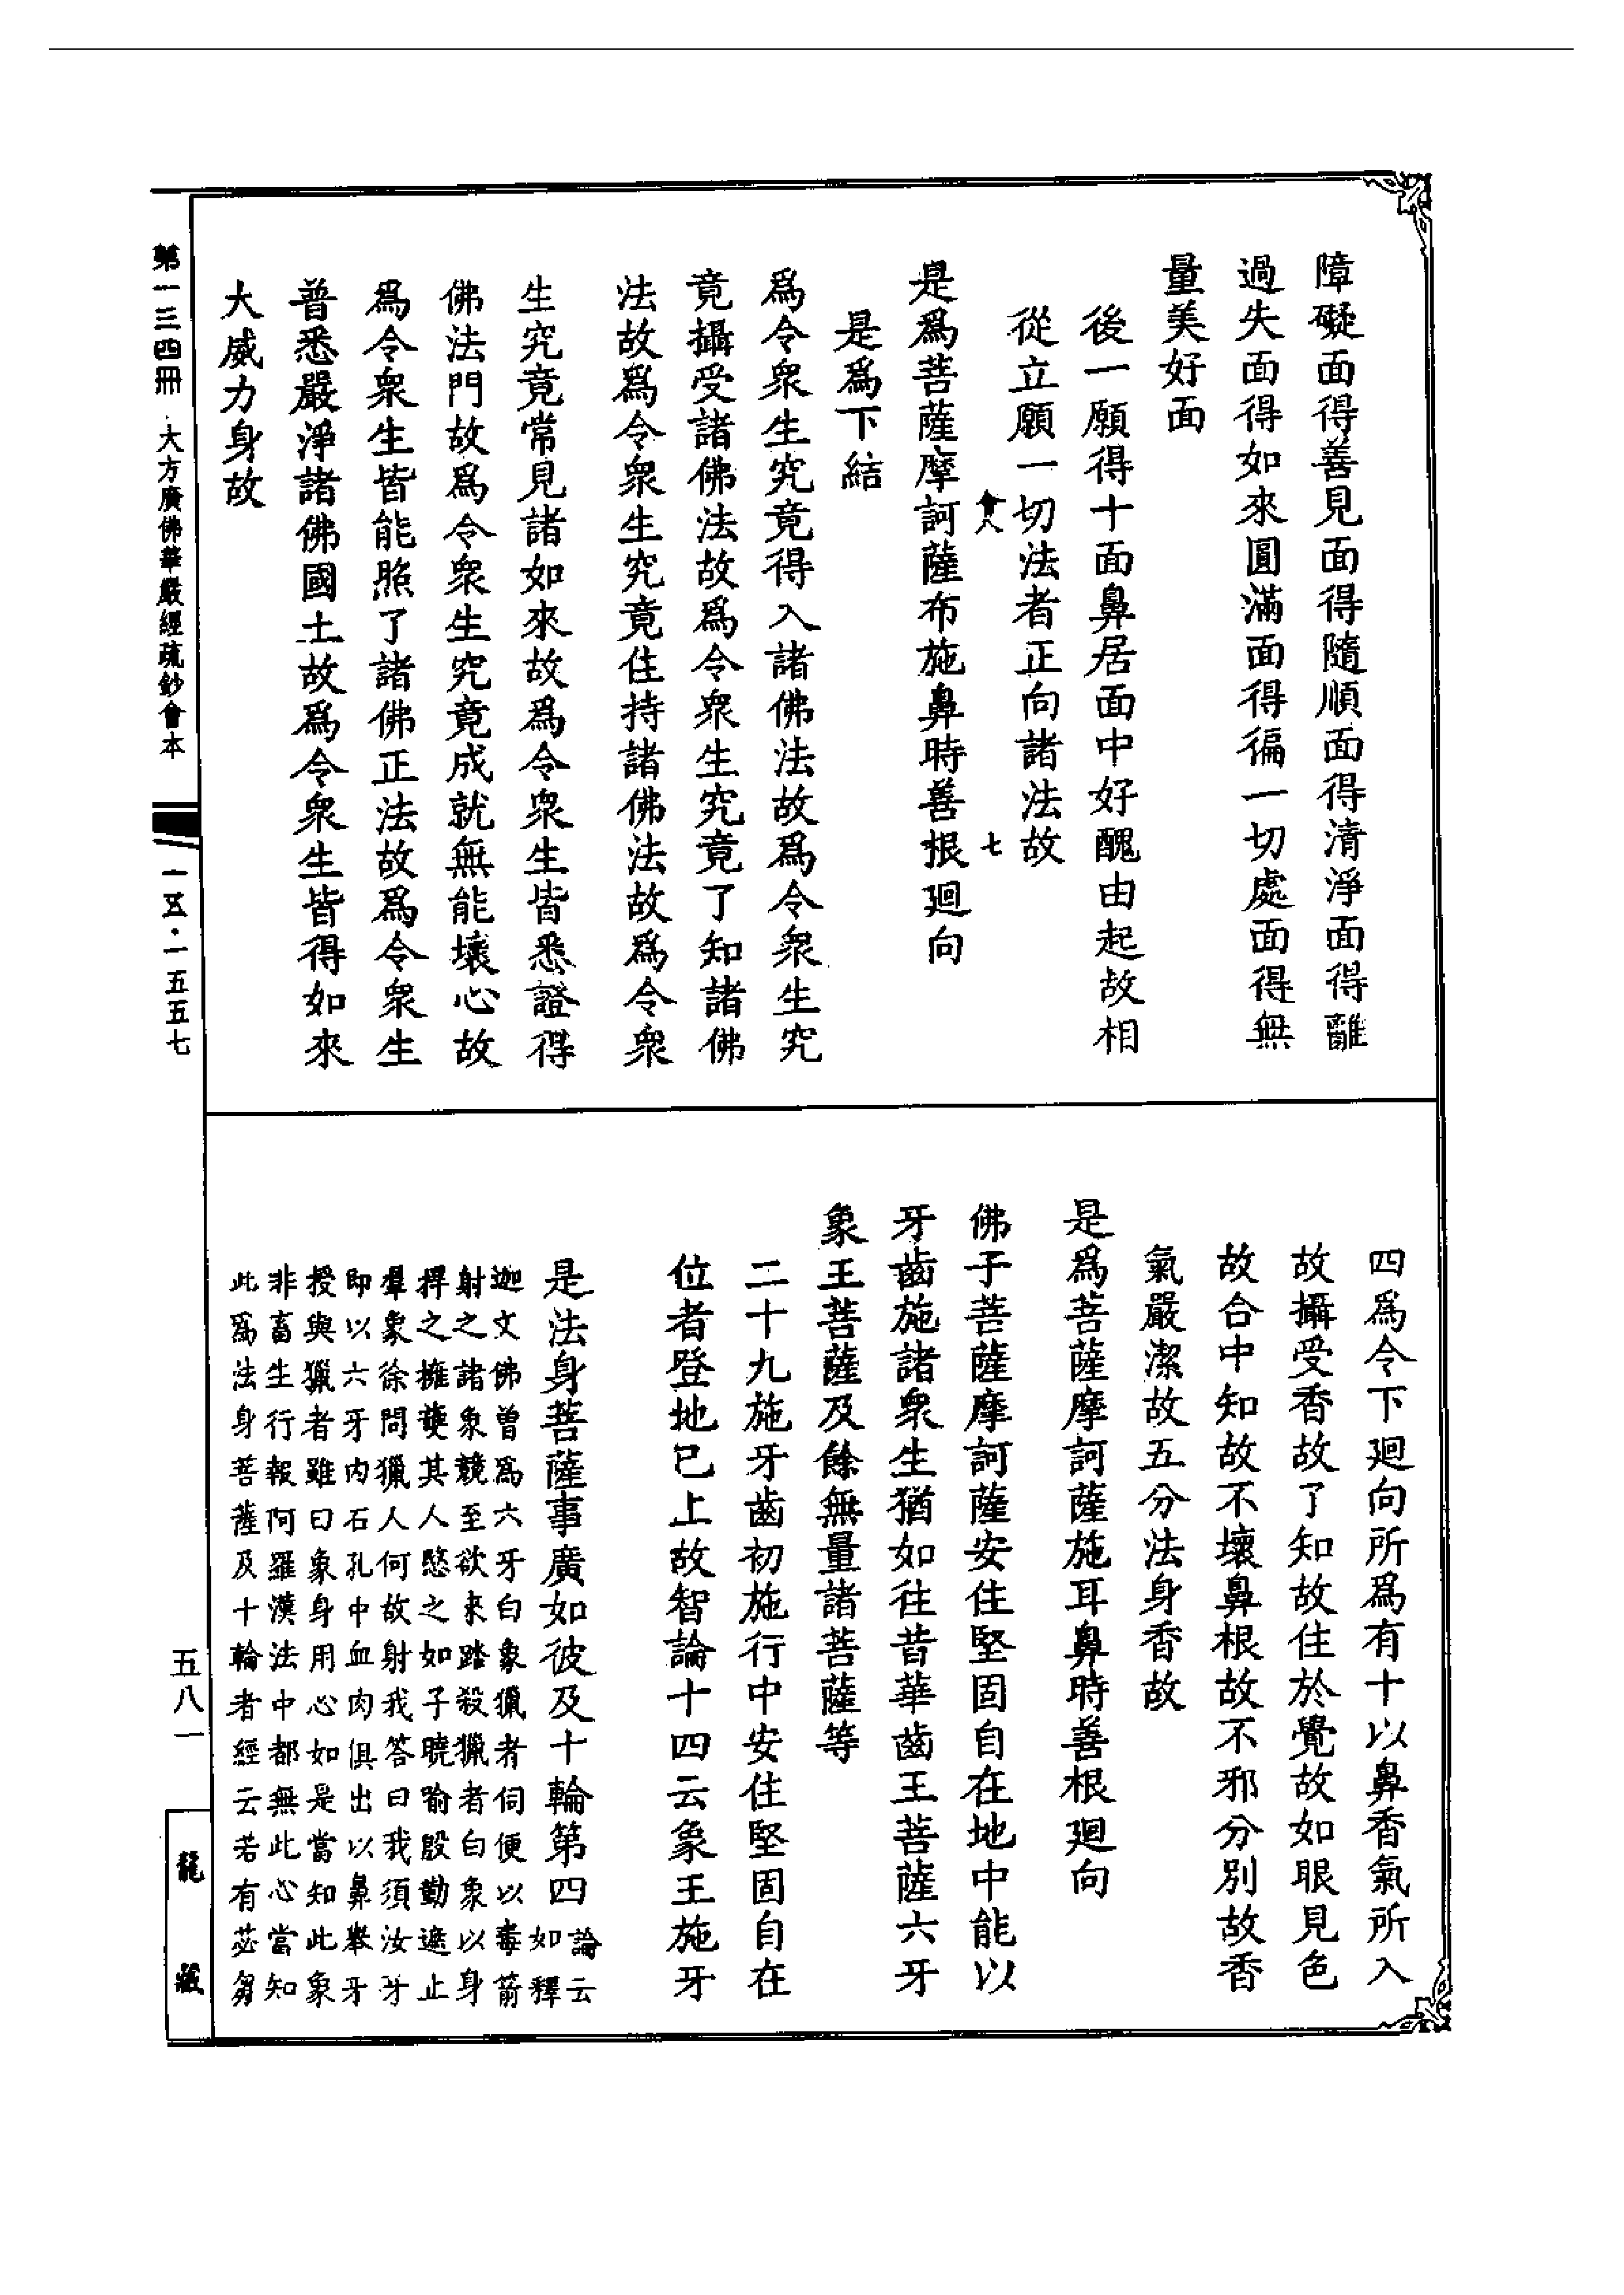 障礙面得善見面得隨順面得清淨面得離
過失面得如來圓滿面得徧一切處面得無
量美好面
後一願得十面鼻居面中好醜由起故相
從立願一切法者正向諸法故
會八 七
是爲菩薩摩訶薩布施鼻時善根廻向
是爲下結
爲令衆生究竟得入諸佛法故爲令衆生究
竟攝受諸佛法故爲令衆生究竟了知諸佛
法故爲令衆生究竟住持諸佛法故爲令衆
生究竟常見諸如來故爲令衆生皆悉證得
佛法門故爲令衆生究竟成就無能壞心故
爲令衆生皆能照了諸佛正法故爲令衆生
普悉嚴淨諸佛國土故爲令衆生皆得如來
大威力身故
四爲令下廻向所爲有十以鼻香氣所入
故攝受香故了知故住於覺故如眼見色
故合中知故不壞鼻根故不邪分別故香
氣嚴潔故五分法身香故
是爲菩薩摩訶薩施耳鼻時善根廻向
佛子菩薩摩訶薩安住堅固自在地中能以
牙齒施諸衆生猶如往昔華齒王菩薩六牙
象王菩薩及餘無量諸菩薩等
二十九施牙齒初施行中安住堅固自在
位者登地已上故智論十四云象王施牙
是法身菩薩事廣如彼及十輪第四論云
如釋
迦文佛曾爲六牙白象獵者伺便以毒箭
射之諸象競至欲來踏殺獵者白象以身
捍之擁護其人愍之如子曉喻殷勤遮止
羣象徐問獵人何故射我答曰我須汝牙
即以六牙內石孔中血肉俱出以鼻舉牙
授與獵者雖曰象身用心如是當知此象
非畜生行報阿羅漢法中都無此心當知
此爲法身菩薩及十輪者經云若有苾芻
第一三四冊 大方廣佛華嚴經疏鈔會本
一五·一五五七
五八一
龍藏